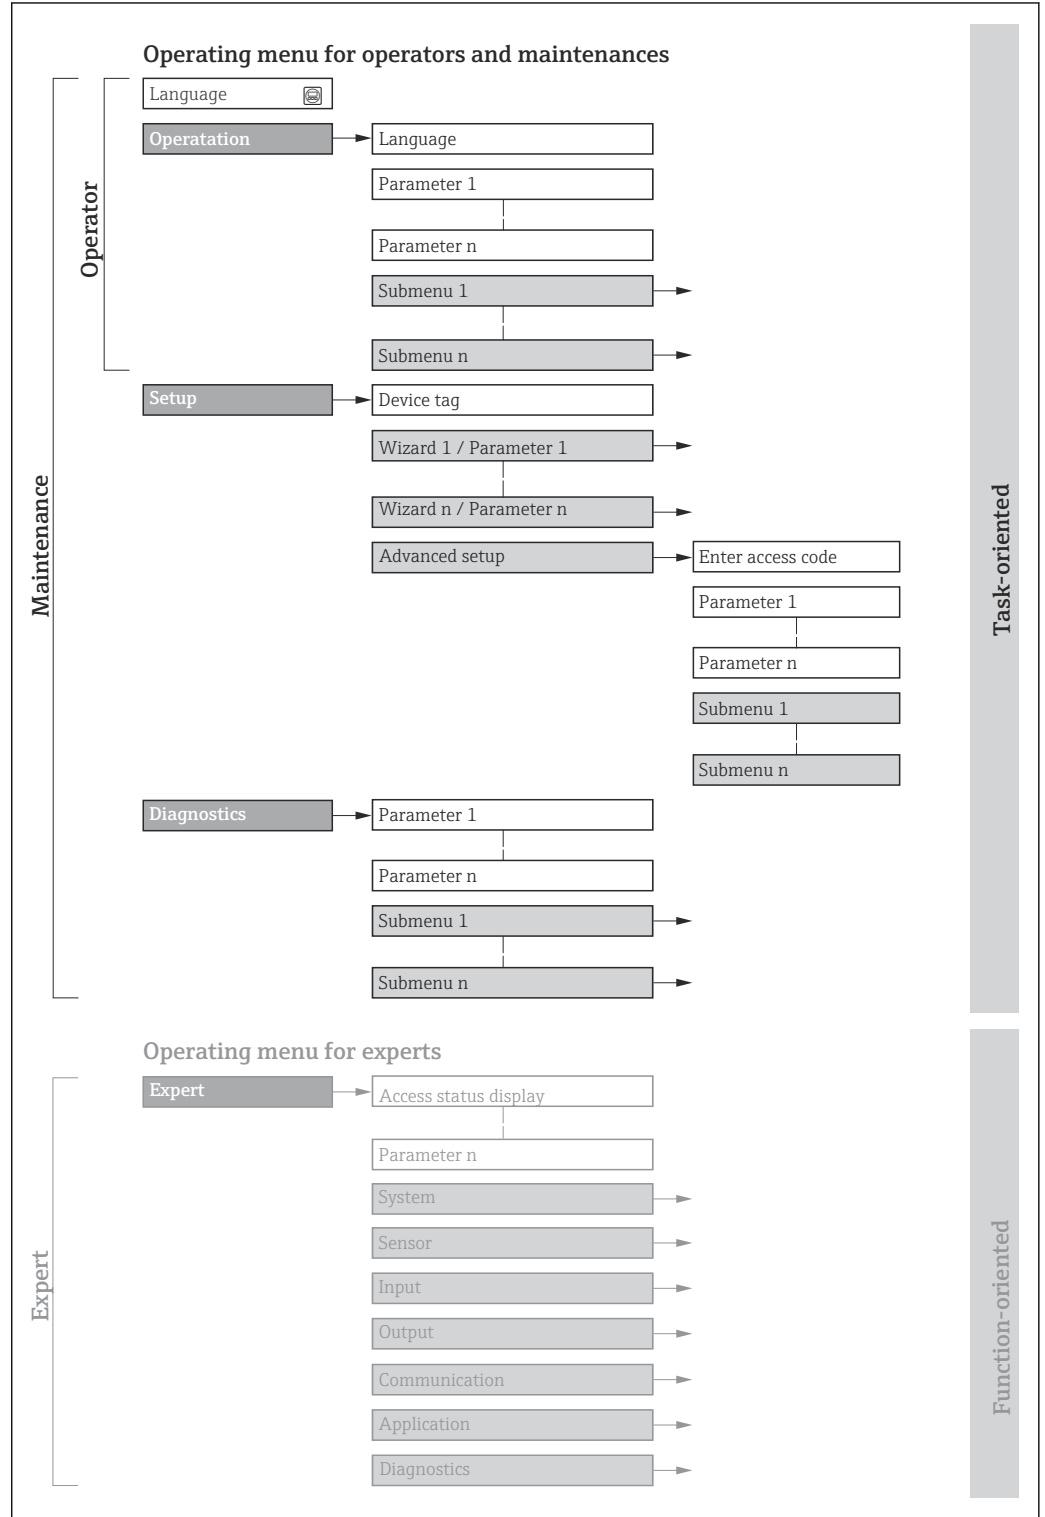 Operating menu for operators and maintenances
Language
Operatation
Language
Parameter 1
Parameter n
Submenu 1
Submenu n
Operator
Setup
Device tag
Wizard 1 / Parameter 1
Wizard n / Parameter n
Advanced setup
Enter access code
Parameter 1
Parameter n
Submenu 1
Submenu n
Maintenance
Task-oriented
Diagnostics
Parameter 1
Parameter n
Submenu 1
Submenu n
Operating menu for experts
Expert
Access status display
Parameter n
System
Sensor
Input
Output
Communication
Application
Diagnostics
Expert
Function-oriented